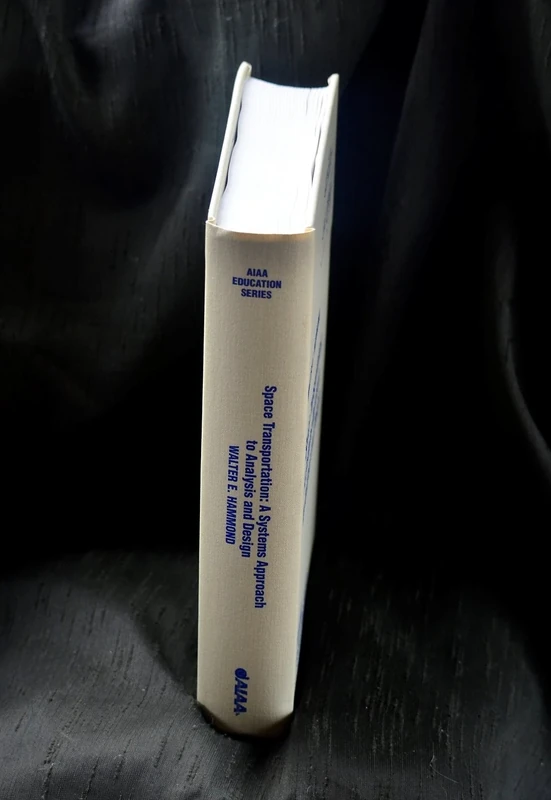 AIAA
EDUCATION
SERIES
Space Transportation: A Systems Approach
to Analysis and Design
WALTER E. HAMMOND
AIAA